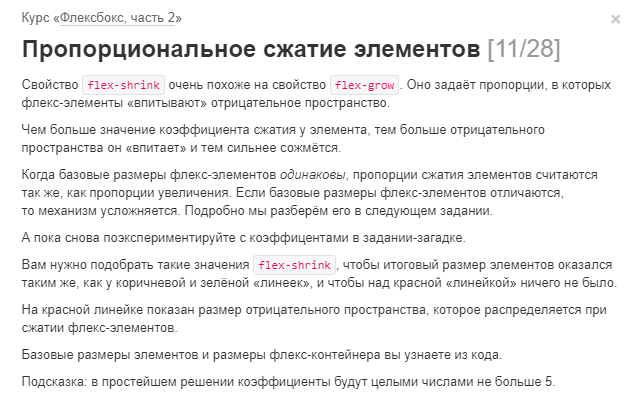 Курс «Флексбокс, часть 2»
×
Пропорциональное сжатие элементов [11/28]
Свойство flex-shrink очень похоже на свойство flex-grow. Оно задаёт пропорции, в которых
флекс-элементы «впитывают» отрицательное пространство.
Чем больше значение коэффициента сжатия у элемента, тем больше отрицательного
пространства он «впитает» и тем сильнее сожмётся.
Когда базовые размеры флекс-элементов одинаковы, пропорции сжатия элементов считаются
так же, как пропорции увеличения. Если базовые размеры флекс-элементов отличаются,
то механизм усложняется. Подробно мы разберём его в следующем задании.
А пока снова поэкспериментируйте с коэффицентами в задании-загадке.
Вам нужно подобрать такие значения flex-shrink, чтобы итоговый размер элементов оказался
таким же, как у коричневой и зелёной «линеек», и чтобы над красной «линейкой» ничего не было.
На красной линейке показан размер отрицательного пространства, которое распределяется при
сжатии флекс-элементов.
Базовые размеры элементов и размеры флекс-контейнера вы узнаете из кода.
Подсказка: в простейшем решении коэффициенты будут целыми числами не больше 5.